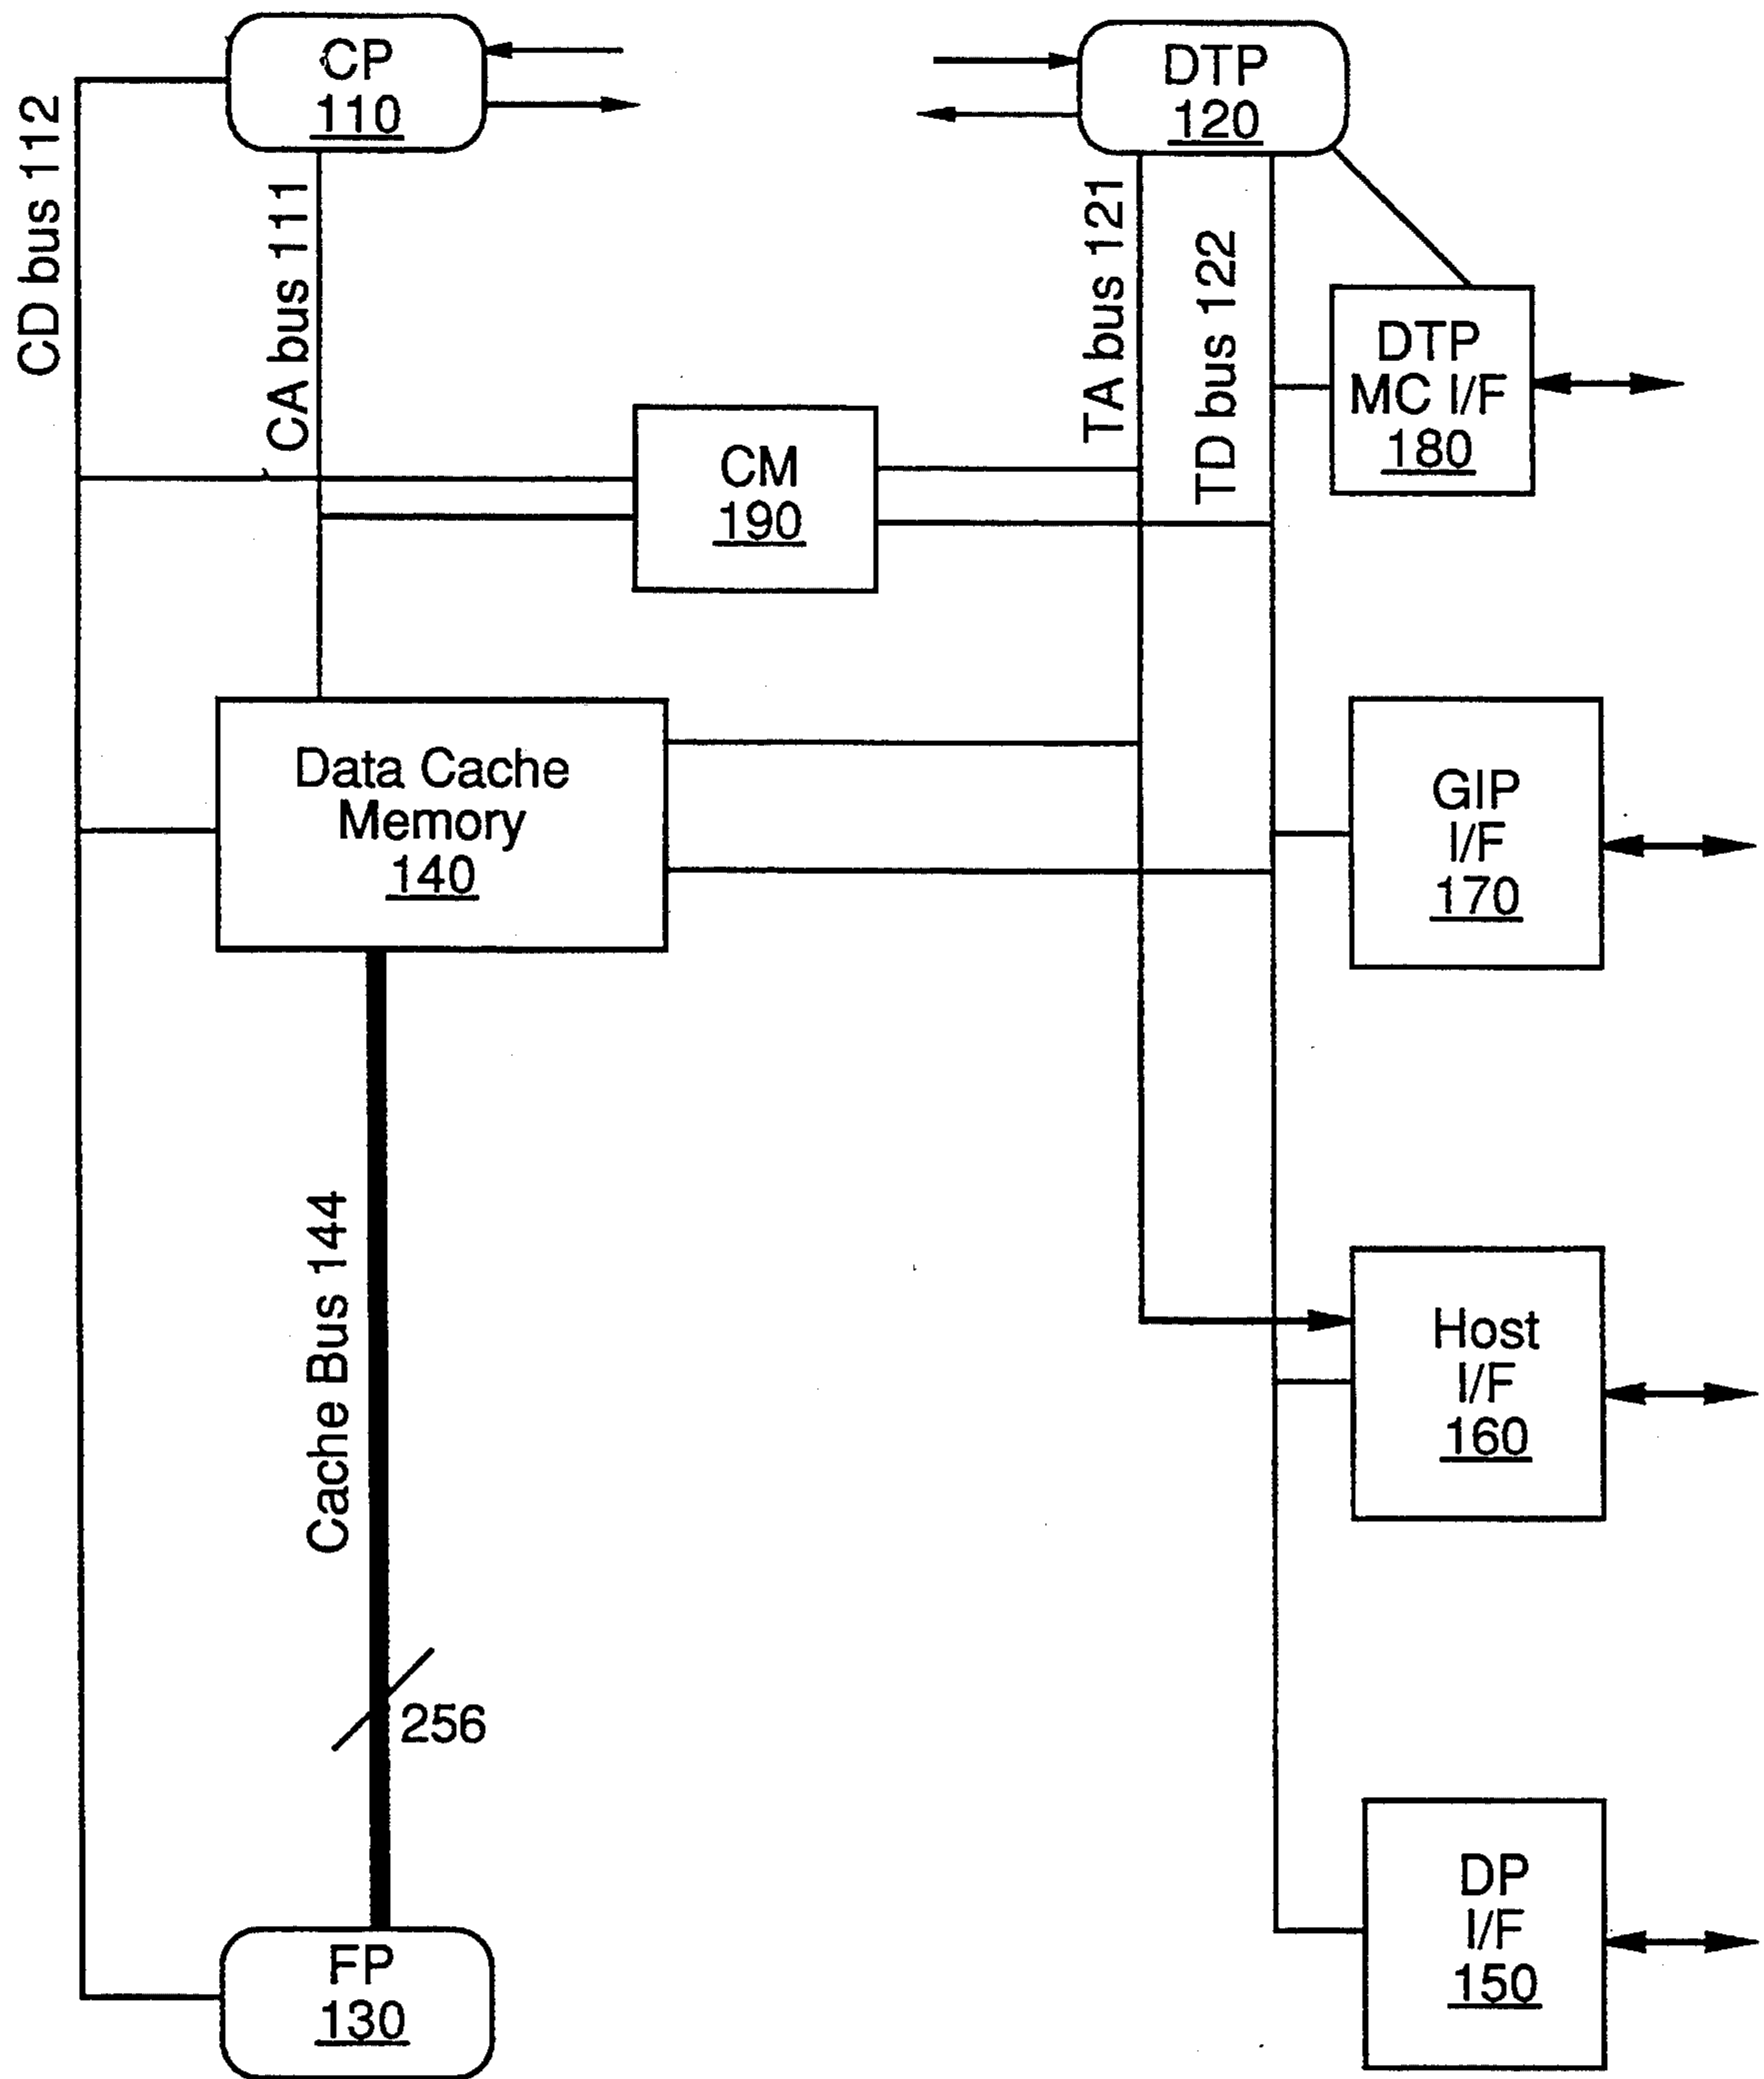 CP
110
DTP
120
CD bus 112
CA bus 111
TA bus 121
TD bus 122
DTP
MC I/F
180
CM
190
Data Cache
Memory
140
GIP
I/F
170
Cache Bus 144
Host
I/F
160
256
DP
I/F
150
FP
130